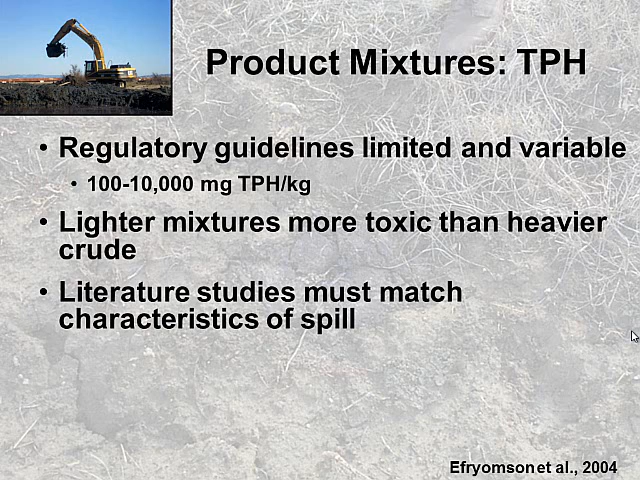 Product Mixtures: TPH
• Regulatory guidelines limited and variable
• 100-10,000 mg TPH/kg
• Lighter mixtures more toxic than heavier
crude
• Literature studies must match
characteristics of spill
Efryomson et al., 2004